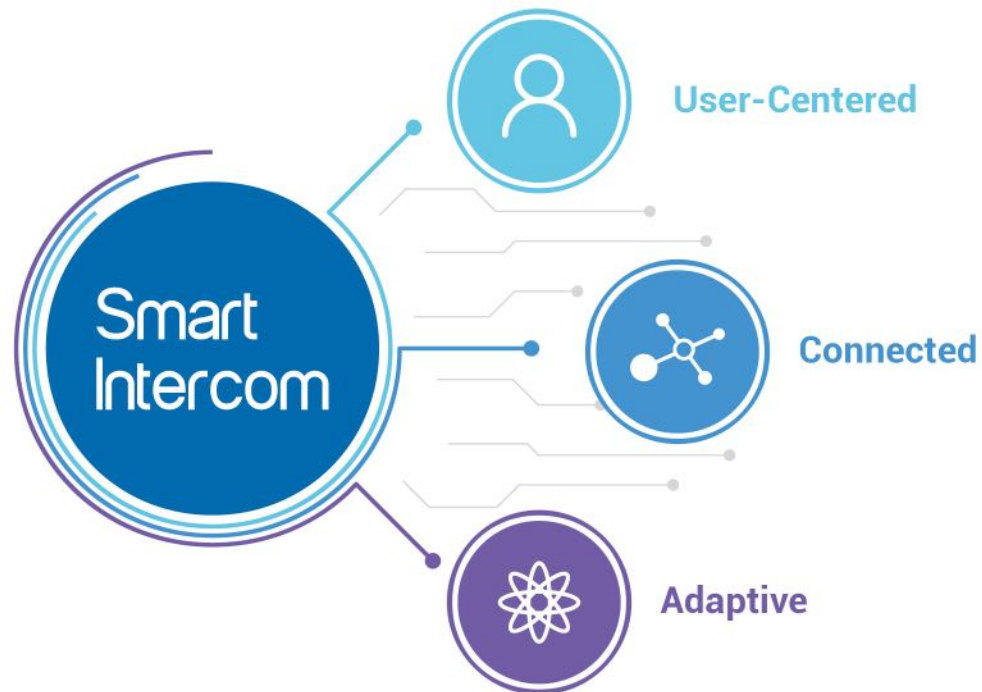 Smart
Intercom
User-Centered
Connected
Adaptive